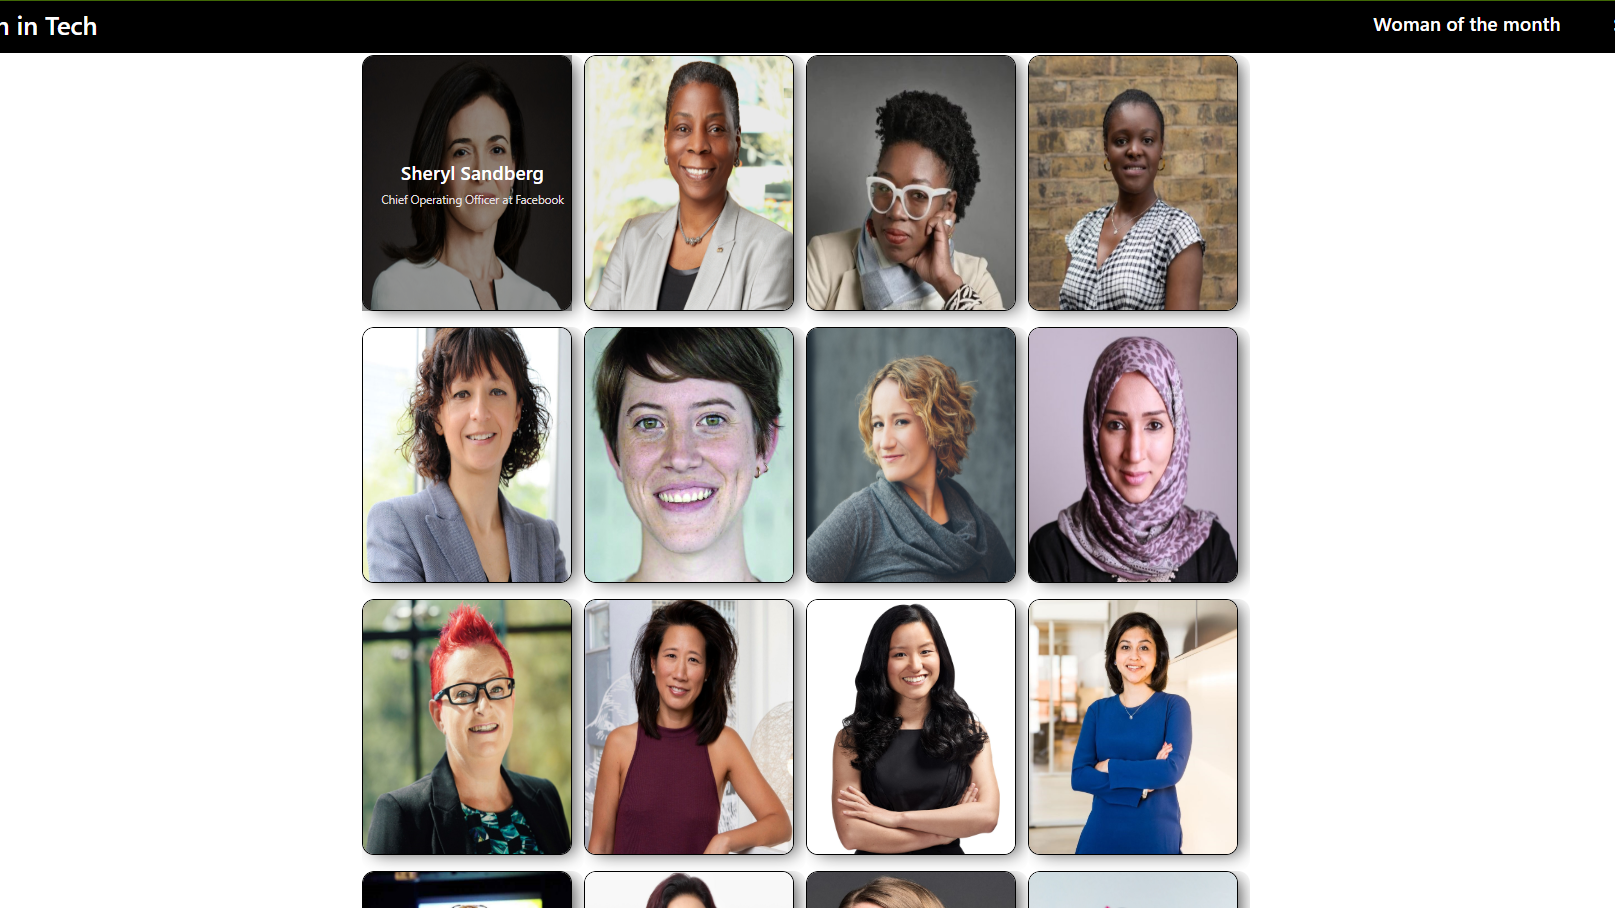 n in Tech
Woman of the month
Sheryl Sandberg
Chief Operating Officer at Facebook